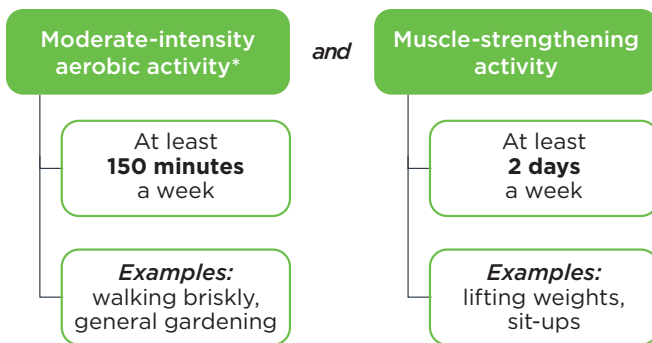 Moderate-intensity
aerobic activity*
and
Muscle-strengthening
activity
At least
150 minutes
a week
At least
2 days
a week
Examples:
walking briskly,
general gardening
Examples:
lifting weights,
sit-ups